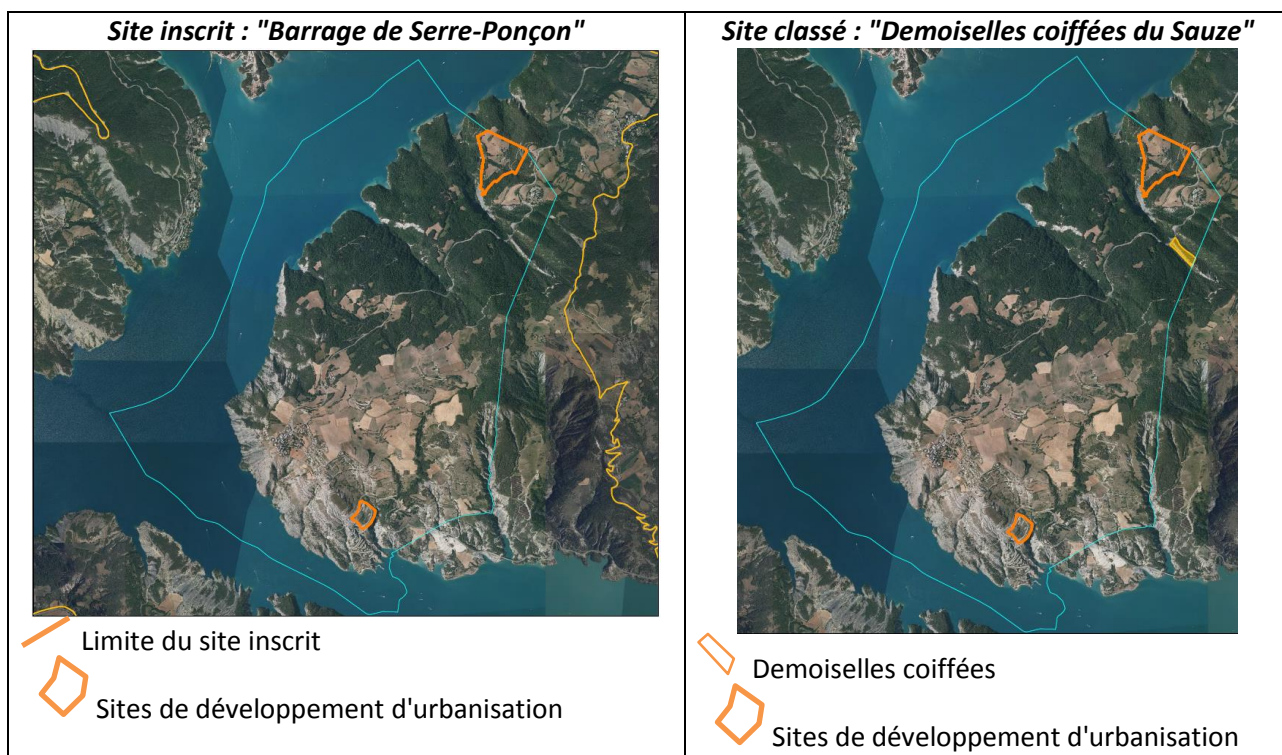 Site inscrit : "Barrage de Serre-Ponçon"
Limite du site inscrit
Sites de développement d'urbanisation
Site classé : "Demoiselles coiffées du Sauze"
Demoiselles coiffées
Sites de développement d'urbanisation